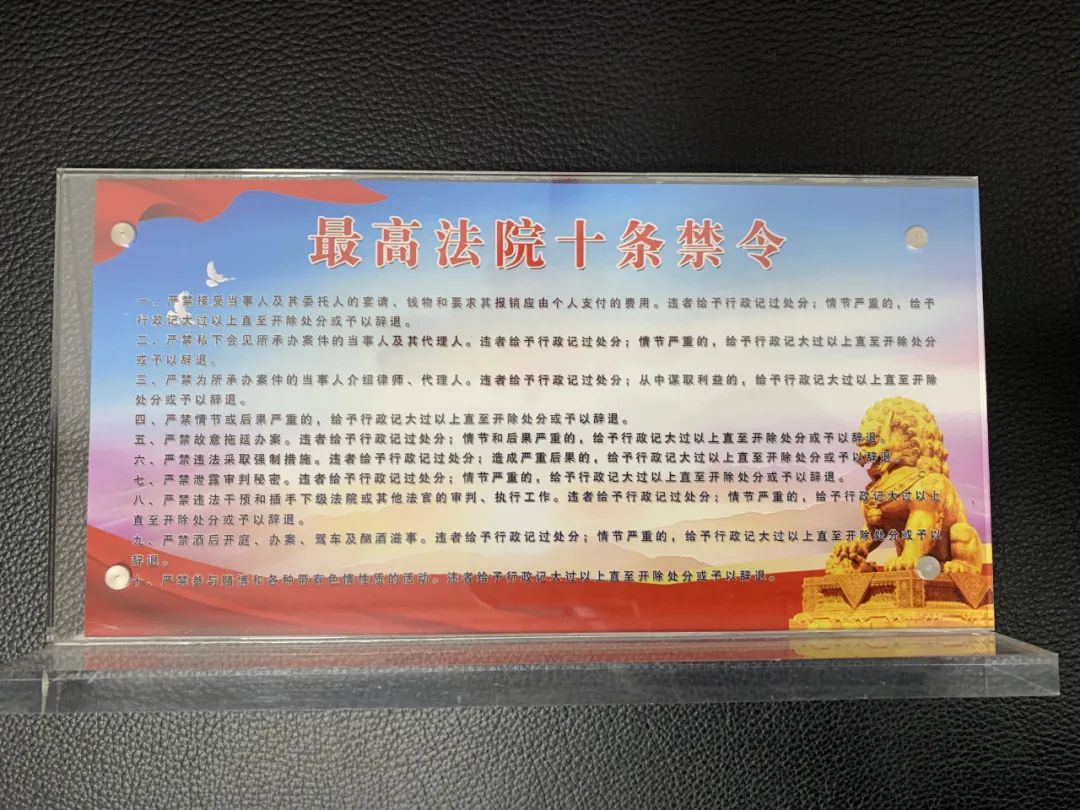 最高法院十条禁令
一、严禁接受当事人及其委托人的宴请、钱物和要求其报销应由个人支付的费用。违者给予行政记过处分；情节严重的，给予
行政记大过以上直至开除处分或予以辞退。
二、严禁私下会见所承办案件的当事人及其代理人。违者给予行政记过处分；情节严重的，给予行政记大过以上直至开除处分
或予以辞退。
三、严禁为所承办案件的当事人介绍律师、代理人。违者给予行政记过处分；从中谋取利益的，给予行政记大过以上直至开除
处分或予以辞退。
四、严禁情节或后果严重的，给予行政记大过以上直至开除处分或予以辞退。
五、严禁故意拖延办案。违者给予行政记过处分；情节和后果严重的，给予行政记大过以上直至开除处分或予以辞退。
六、严禁违法采取强制措施。违者给予行政记过处分；造成严重后果的，给予行政记大过以上直至开除处分或予以辞退
七、严禁泄露审判秘密。违者给予行政记过处分；情节严重的，给予行政记大过以上直至开除处分或予以辞退。
八、严禁违法干预和插手下级法院或其他法官的审判、执行工作。违者给予行政记过处分；情节严重的，给予行政记大过以上
直至开除处分或予以辞退。
九、严禁酒后开庭、办案、驾车及酗酒滋事。违者给予行政记过处分；情节严重的，给予行政记大过以上直至开除处分或予以
辞退。
十、严禁参与赌博和各种带有色情性质的活动。违者给予行政记大过以上直至开除处分或予以辞退。